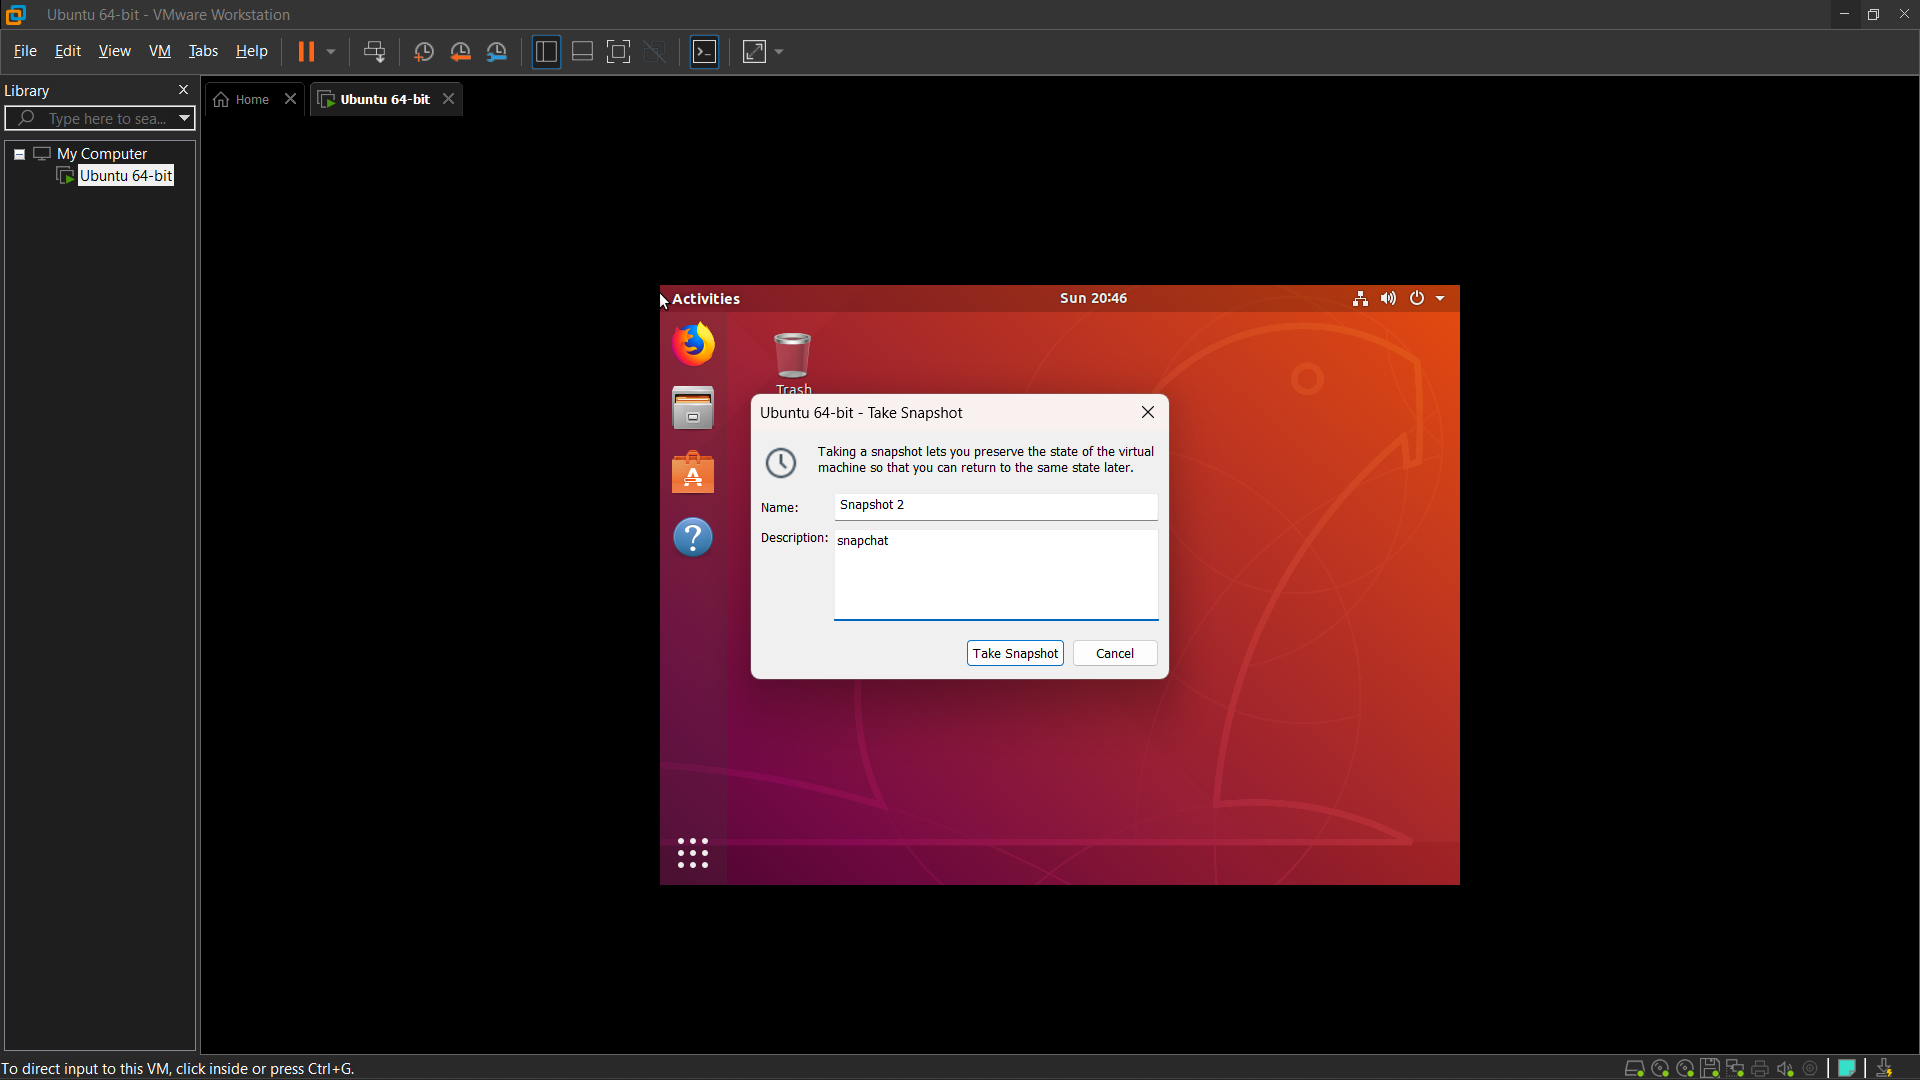 Ubuntu 64-bit - VMware Workstation
File Edit View VM Tabs Help
Library
Type here to sea...
Home
Ubuntu 64-bit
My Computer
Ubuntu 64-bit
Activities
Sun 20:46
Trash
Ubuntu 64-bit - Take Snapshot
Taking a snapshot lets you preserve the state of the virtual
machine so that you can return to the same state later.
Name:
Snapshot 2
Description:
snapchat
Take Snapshot
Cancel
To direct input to this VM, click inside or press Ctrl+G.